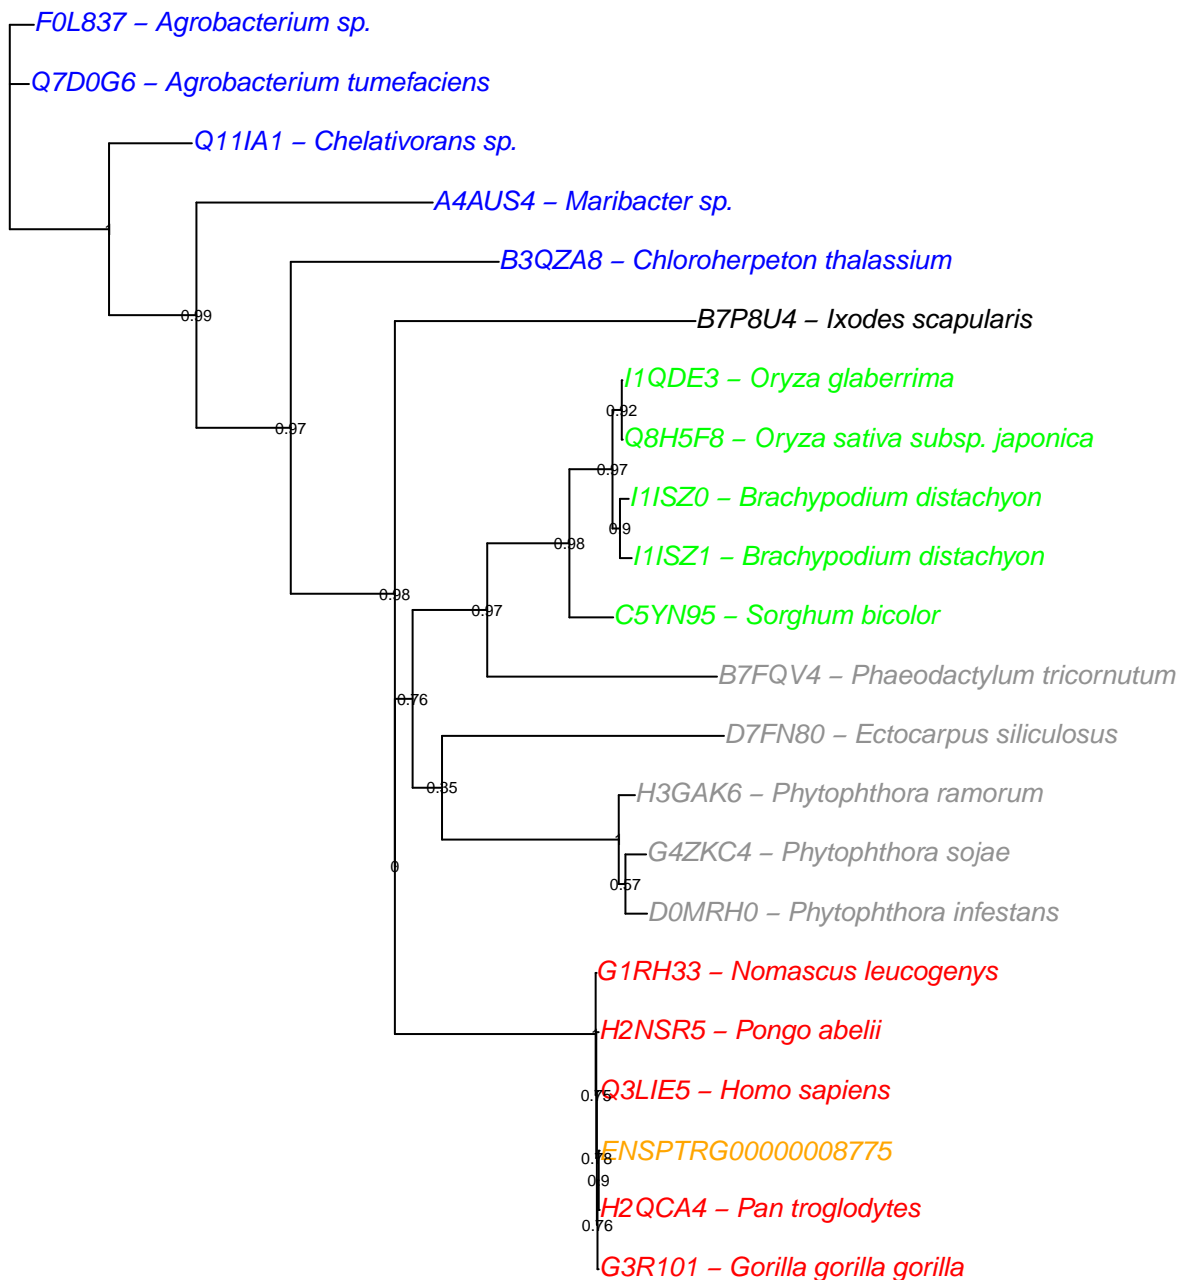 F0L837 – Agrobacterium sp.
Q7D0G6 – Agrobacterium tumefaciens
Q11IA1 – Chelativorans sp.
1
A4AUS4 – Maribacter sp.
B3QZA8 – Chloroherpeton thalassium
0.99
B7P8U4 – Ixodes scapularis
I1QDE3 – Oryza glaberrima
0.92
0.97
Q8H5F8 – Oryza sativa subsp. japonica
0.97
I1ISZ0 – Brachypodium distachyon
0.9
0.98
I1ISZ1 – Brachypodium distachyon
0.98
0.97
C5YN95 – Sorghum bicolor
B7FQV4 – Phaeodactylum tricornutum
0.76
D7FN80 – Ectocarpus siliculosus
0.85
H3GAK6 – Phytophthora ramorum
1
G4ZKC4 – Phytophthora sojae
0
0.57
D0MRH0 – Phytophthora infestans
G1RH33 – Nomascus leucogenys
1
H2NSR5 – Pongo abelii
0.75
Q3LIE5 – Homo sapiens
ENSPTRG00000008775
0.78
0.9
H2QCA4 – Pan troglodytes
0.76
G3R101 – Gorilla gorilla gorilla